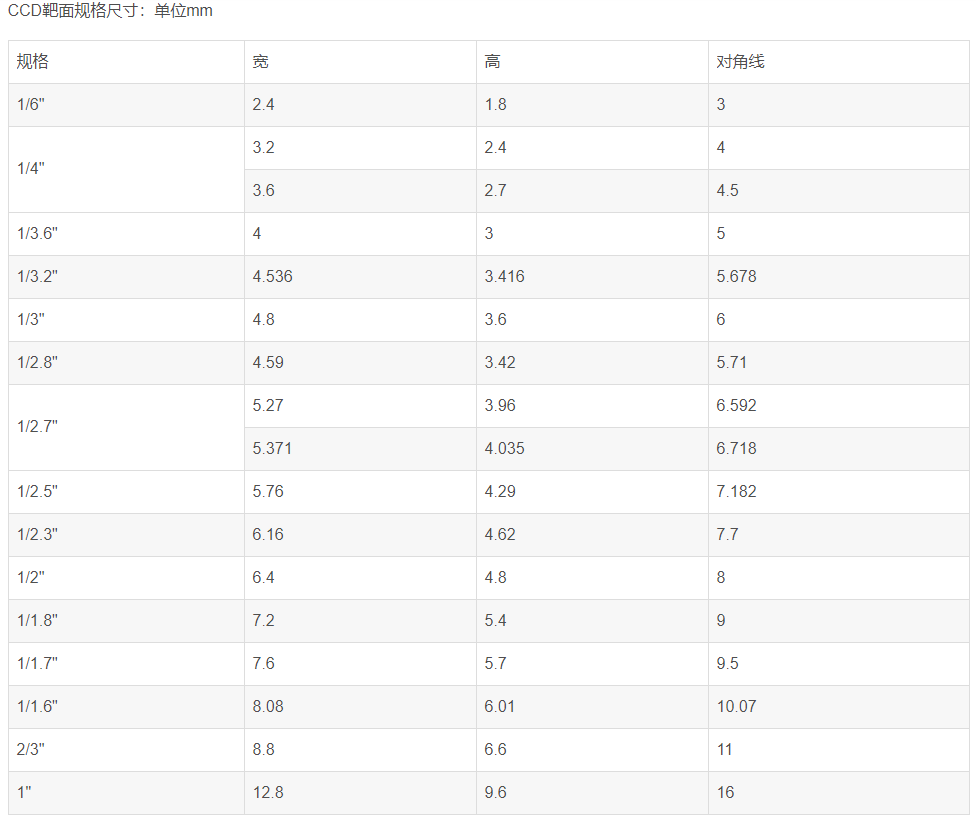 CCD靶面规格尺寸：单位mm
规格 宽 高 对角线
1/6" 2.4 1.8 3
1/4" 3.2 2.4 4
3.6 2.7 4.5
1/3.6" 4 3 5
1/3.2" 4.536 3.416 5.678
1/3" 4.8 3.6 6
1/2.8" 4.59 3.42 5.71
1/2.7" 5.27 3.96 6.592
5.371 4.035 6.718
1/2.5" 5.76 4.29 7.182
1/2.3" 6.16 4.62 7.7
1/2" 6.4 4.8 8
1/1.8" 7.2 5.4 9
1/1.7" 7.6 5.7 9.5
1/1.6" 8.08 6.01 10.07
2/3" 8.8 6.6 11
1" 12.8 9.6 16